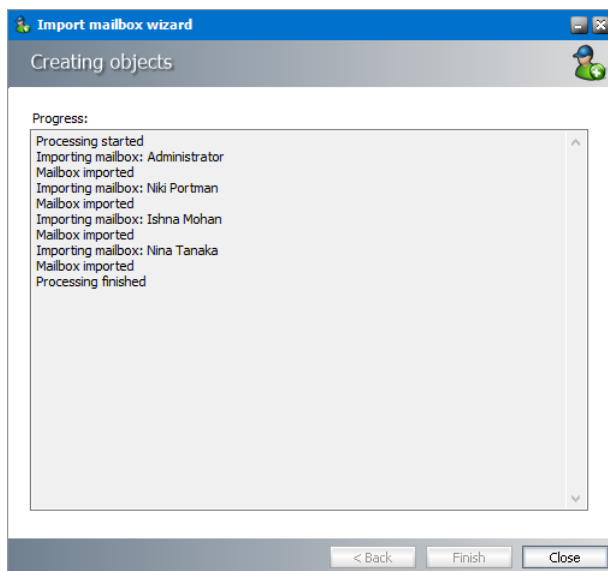 Import mailbox wizard
Creating objects
Progress:
Processing started
Importing mailbox: Administrator
Mailbox imported
Importing mailbox: Niki Portman
Mailbox imported
Importing mailbox: Ishna Mohan
Mailbox imported
Importing mailbox: Nina Tanaka
Mailbox imported
Processing finished
< Back Finish Close